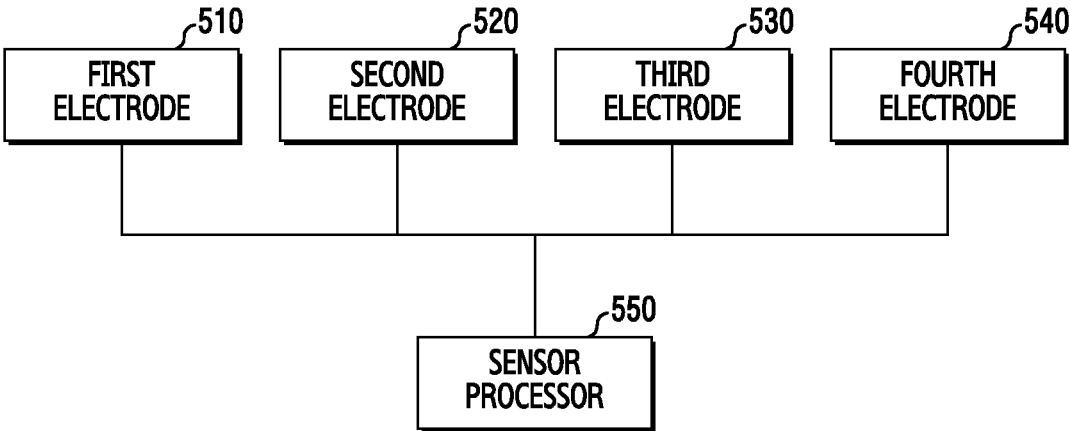 510
520
530
540
FIRST
ELECTRODE
SECOND
ELECTRODE
THIRD
ELECTRODE
FOURTH
ELECTRODE
550
SENSOR
PROCESSOR